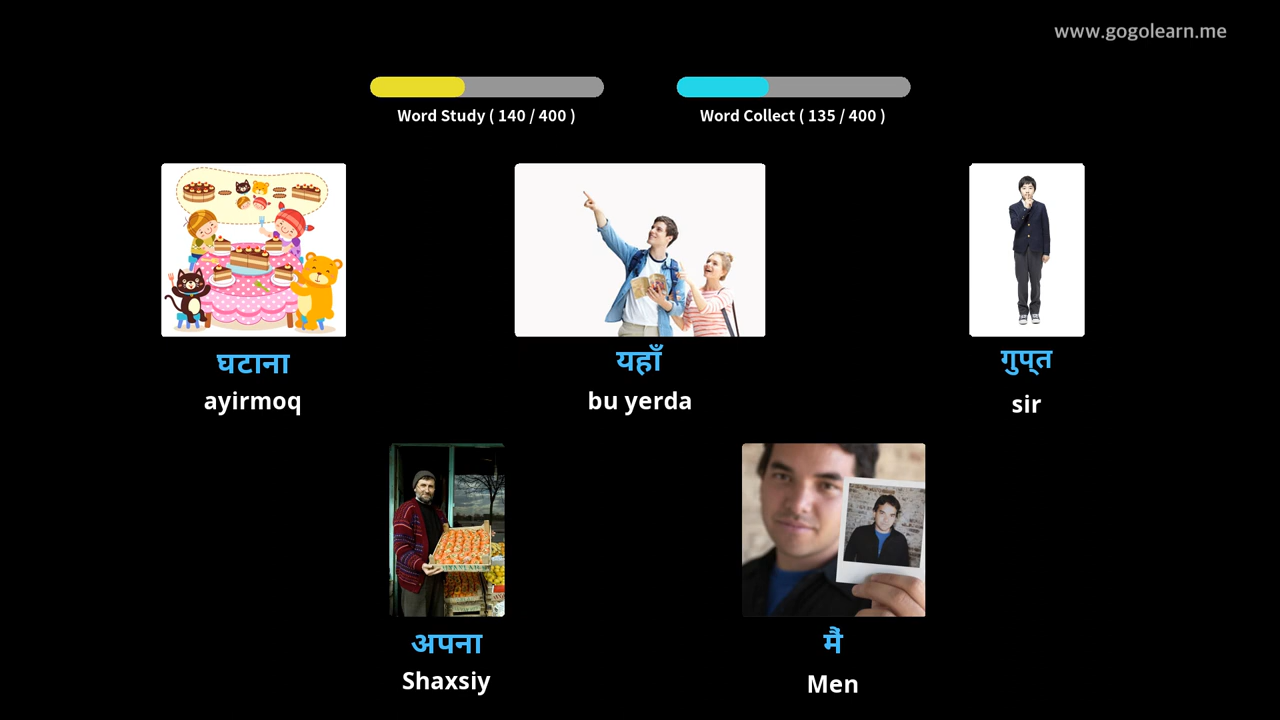 www.gogolearn.me
Word Study ( 140 / 400 )
Word Collect ( 135 / 400 )
घटाना
ayirmoq
यहाँ
bu yerda
गुप्त
sir
अपना
Shaxsiy
मैं
Men